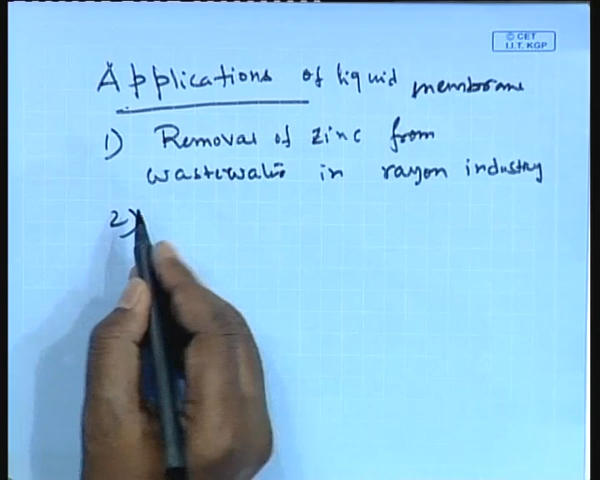 © CET
I.I.T. KGP
Applications of liquid membrane
1) Removal of zinc from
wastewater in rayon industry
2)